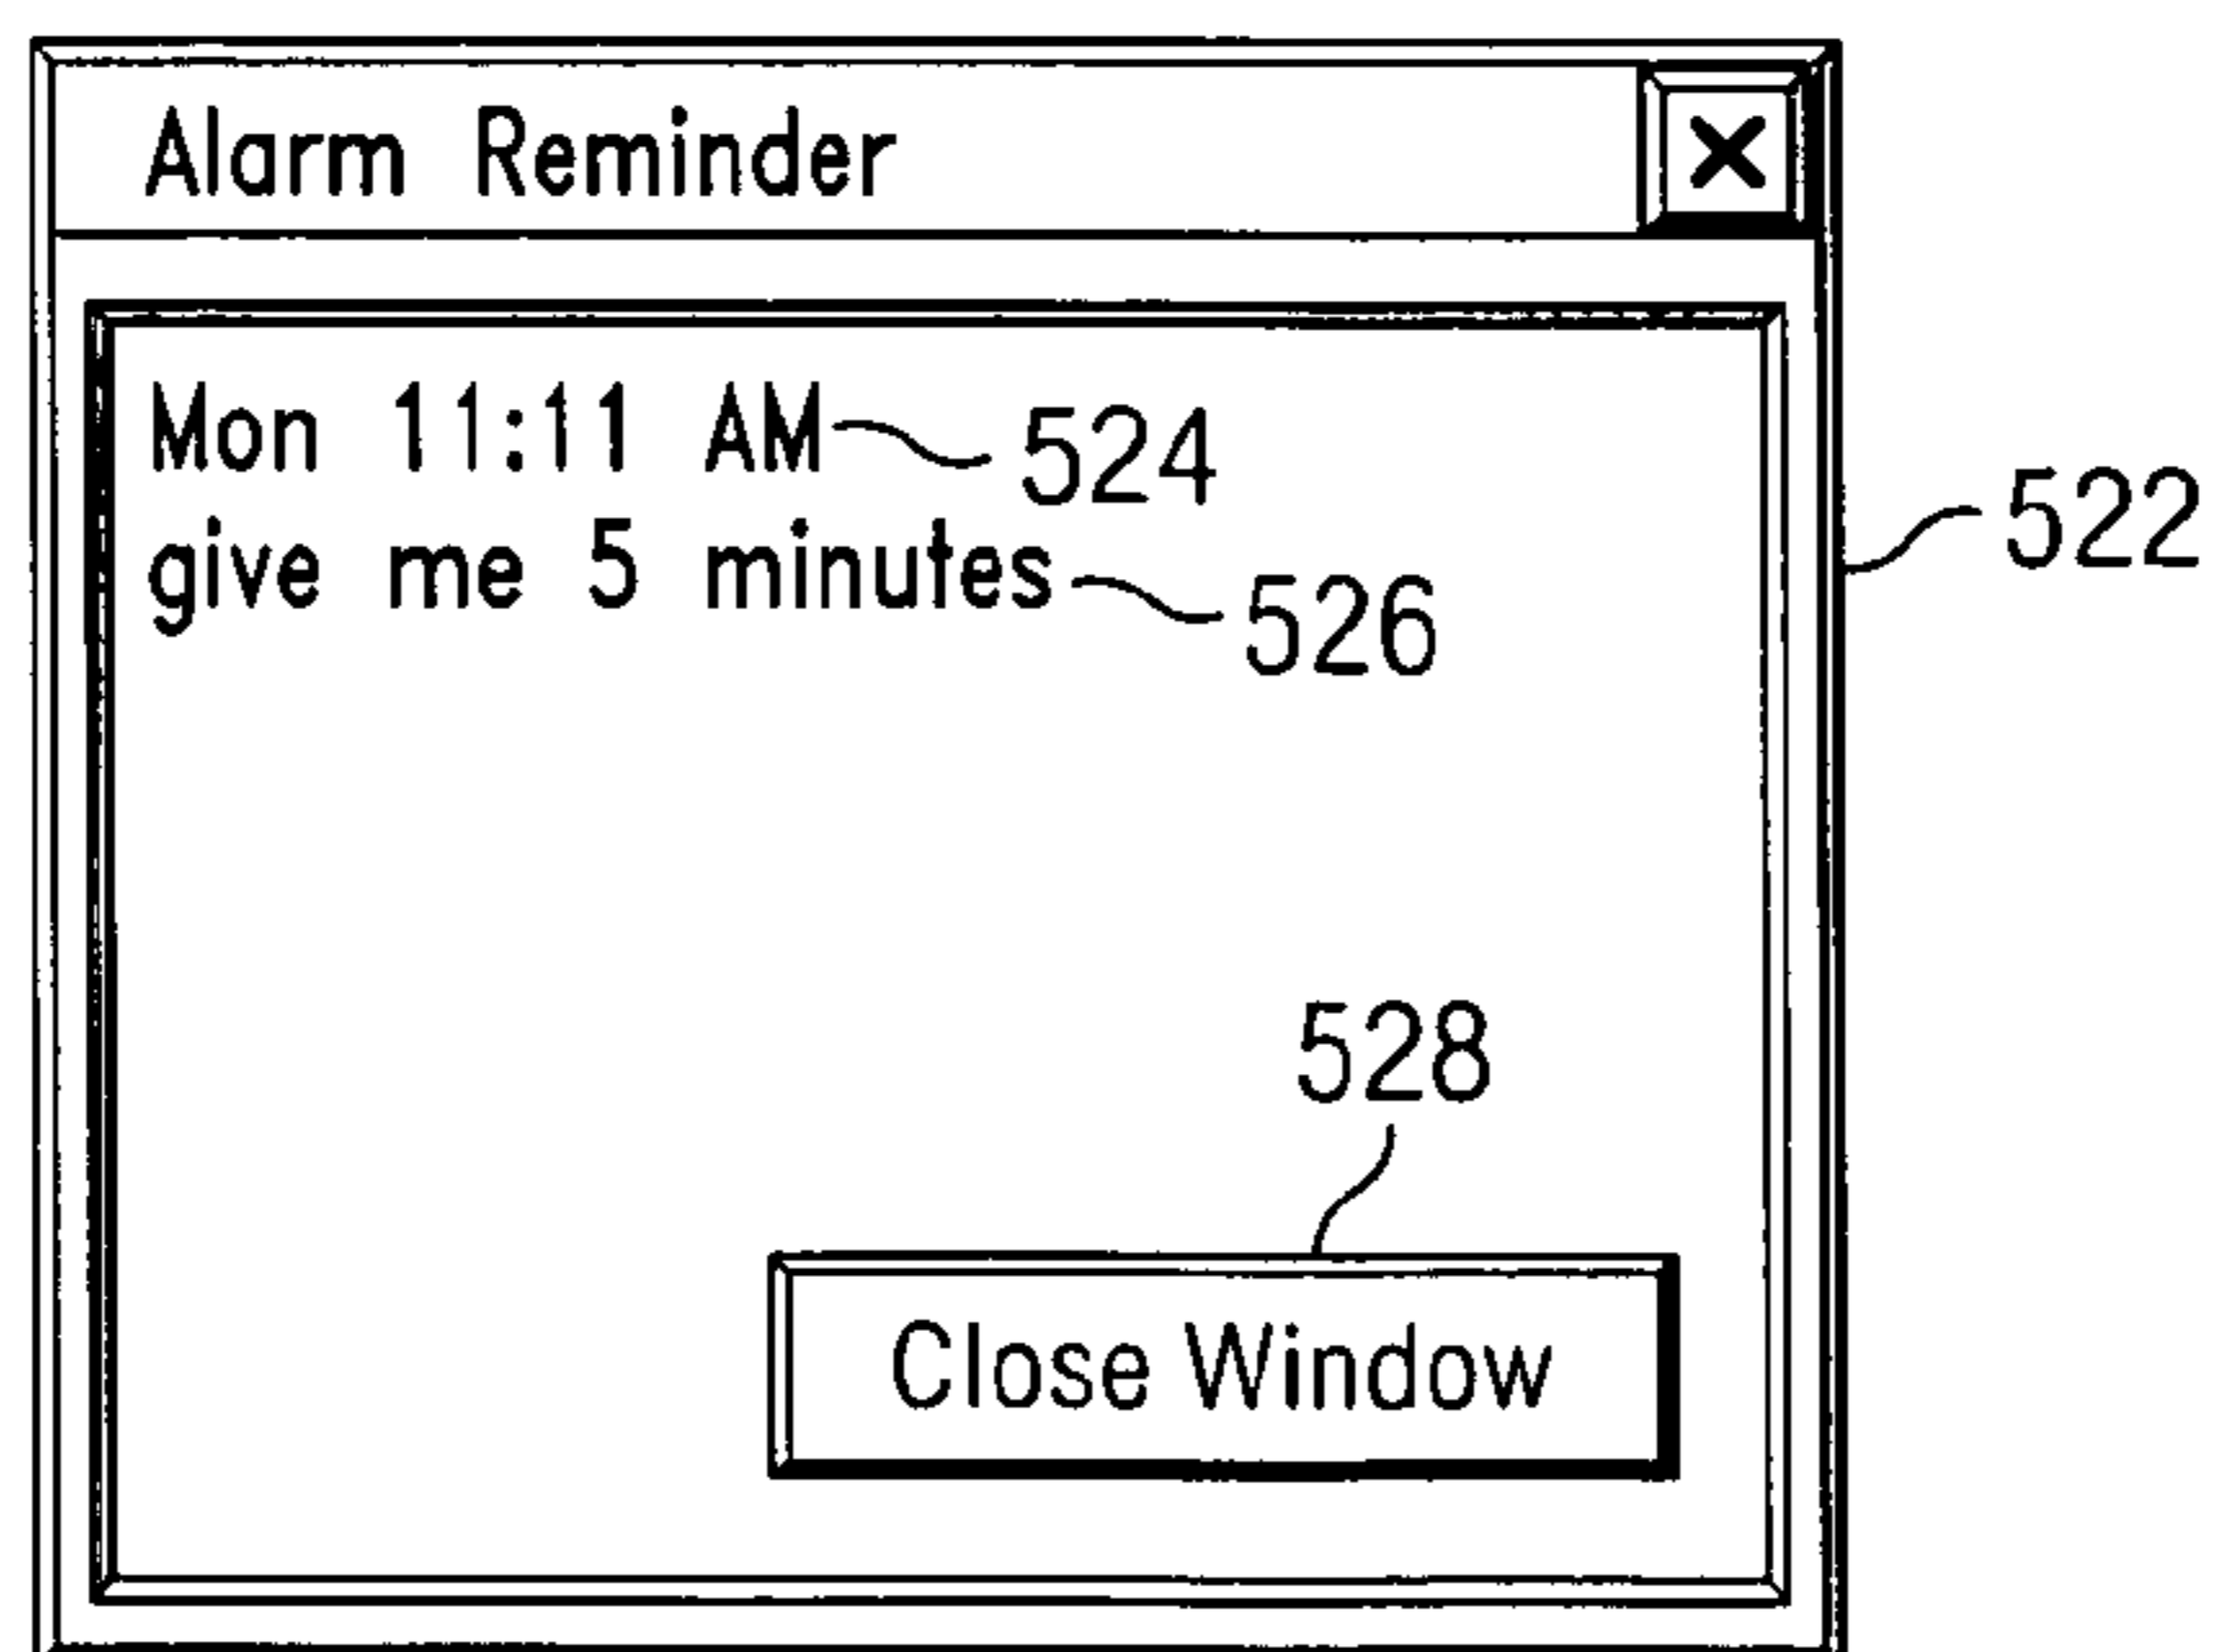 Alarm Reminder
Mon 11:11 AM 524
522
give me 5 minutes 526
528
Close Window